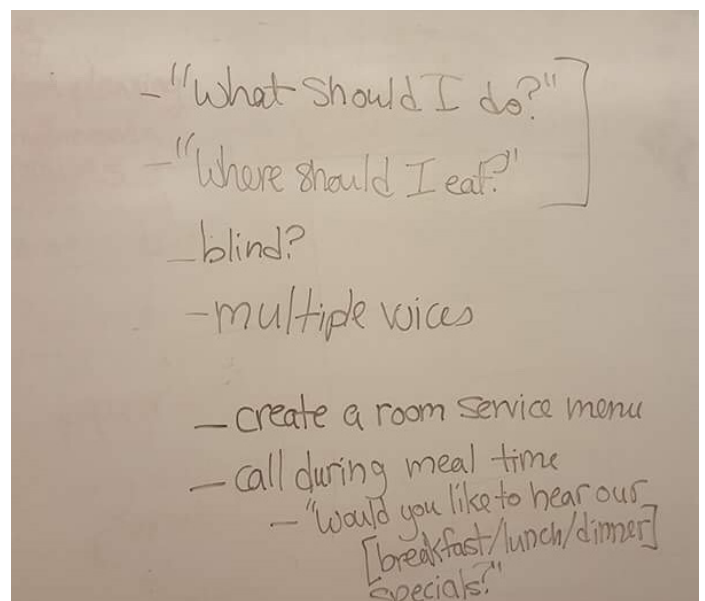 - "What should I do?"
- "Where should I eat?"
- blind?
- multiple voices
- create a room service menu
- call during meal time
- "Would you like to hear our
[breakfast/lunch/dinner]
specials?"